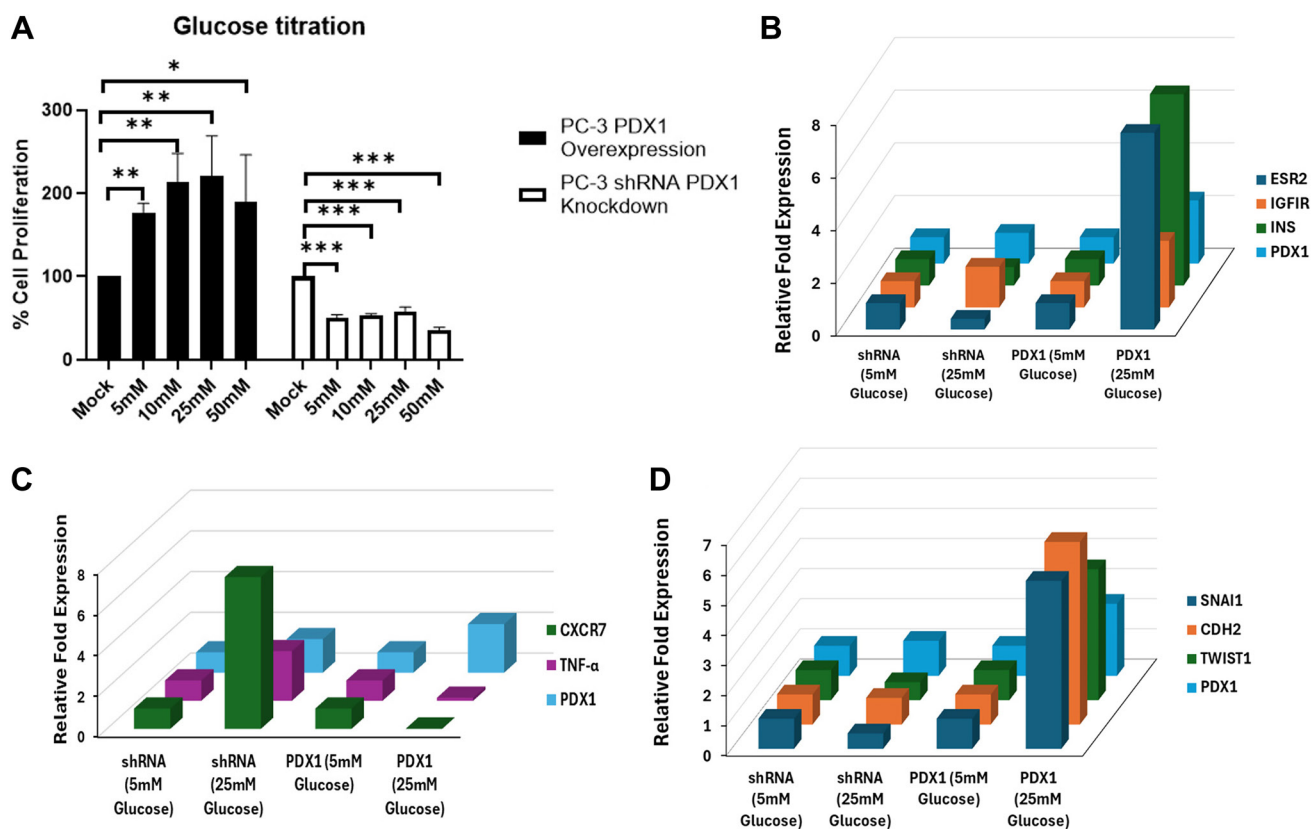 A
Glucose titration
*
**
**
**
***
***
***
***
% Cell Proliferation
300
200
100
0
Mock
5mM
10mM
25mM
50mM
Mock
5mM
10mM
25mM
50mM
PC-3 PDX1
Overexpression
PC-3 shRNA PDX1
Knockdown
B
Relative Fold Expression
8
6
4
2
0
shRNA
(5mM
Glucose)
shRNA
(25mM
Glucose)
PDX1 (5mM
Glucose)
PDX1
(25mM
Glucose)
ESR2
IGFIR
INS
PDX1
C
Relative Fold Expression
8
6
4
2
0
shRNA
(5mM
Glucose)
shRNA
(25mM
Glucose)
PDX1 (5mM
Glucose)
PDX1
(25mM
Glucose)
CXCR7
TNF-α
PDX1
D
Relative Fold Expression
7
6
5
4
3
2
1
0
shRNA
(5mM
Glucose)
shRNA
(25mM
Glucose)
PDX1 (5mM
Glucose)
PDX1
(25mM
Glucose)
SNAI1
CDH2
TWIST1
PDX1